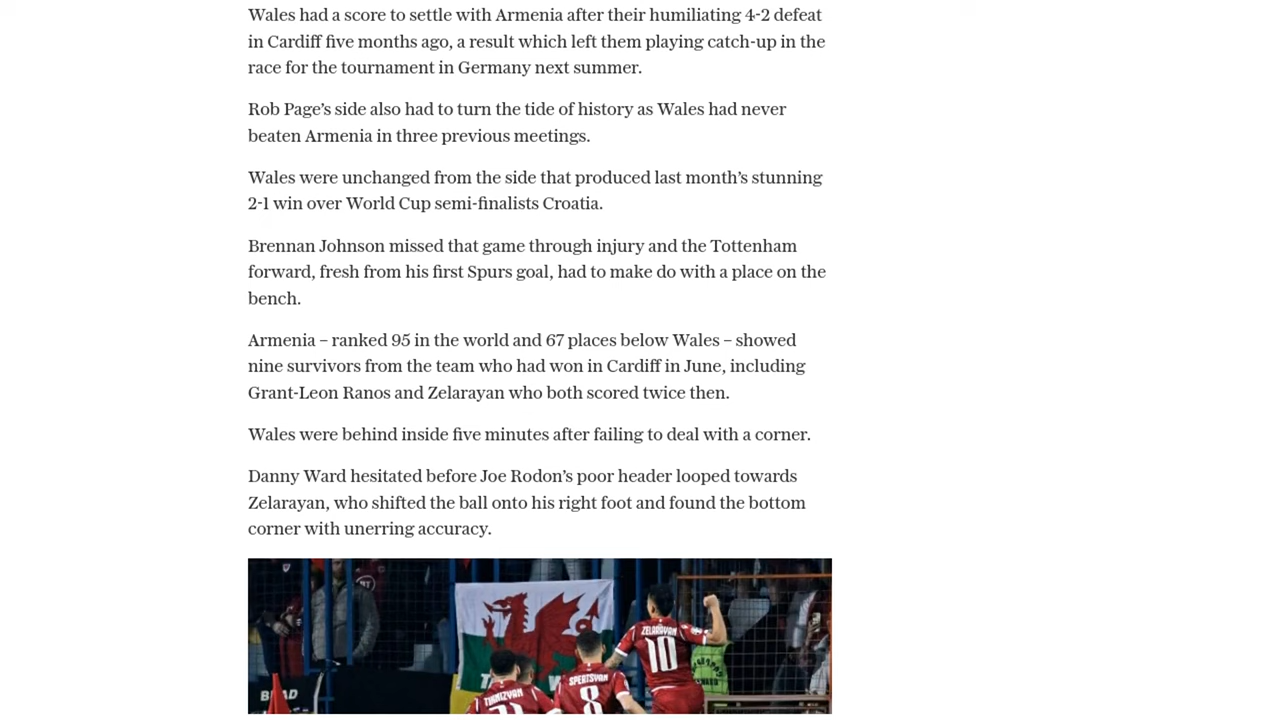 Wales had a score to settle with Armenia after their humiliating 4-2 defeat
in Cardiff five months ago, a result which left them playing catch-up in the
race for the tournament in Germany next summer.
Rob Page’s side also had to turn the tide of history as Wales had never
beaten Armenia in three previous meetings.
Wales were unchanged from the side that produced last month’s stunning
2-1 win over World Cup semi-finalists Croatia.
Brennan Johnson missed that game through injury and the Tottenham
forward, fresh from his first Spurs goal, had to make do with a place on the
bench.
Armenia – ranked 95 in the world and 67 places below Wales – showed
nine survivors from the team who had won in Cardiff in June, including
Grant-Leon Ranos and Zelarayan who both scored twice then.
Wales were behind inside five minutes after failing to deal with a corner.
Danny Ward hesitated before Joe Rodon’s poor header looped towards
Zelarayan, who shifted the ball onto his right foot and found the bottom
corner with unerring accuracy.
ZELARAYAN
10
SPERTSYAN
8